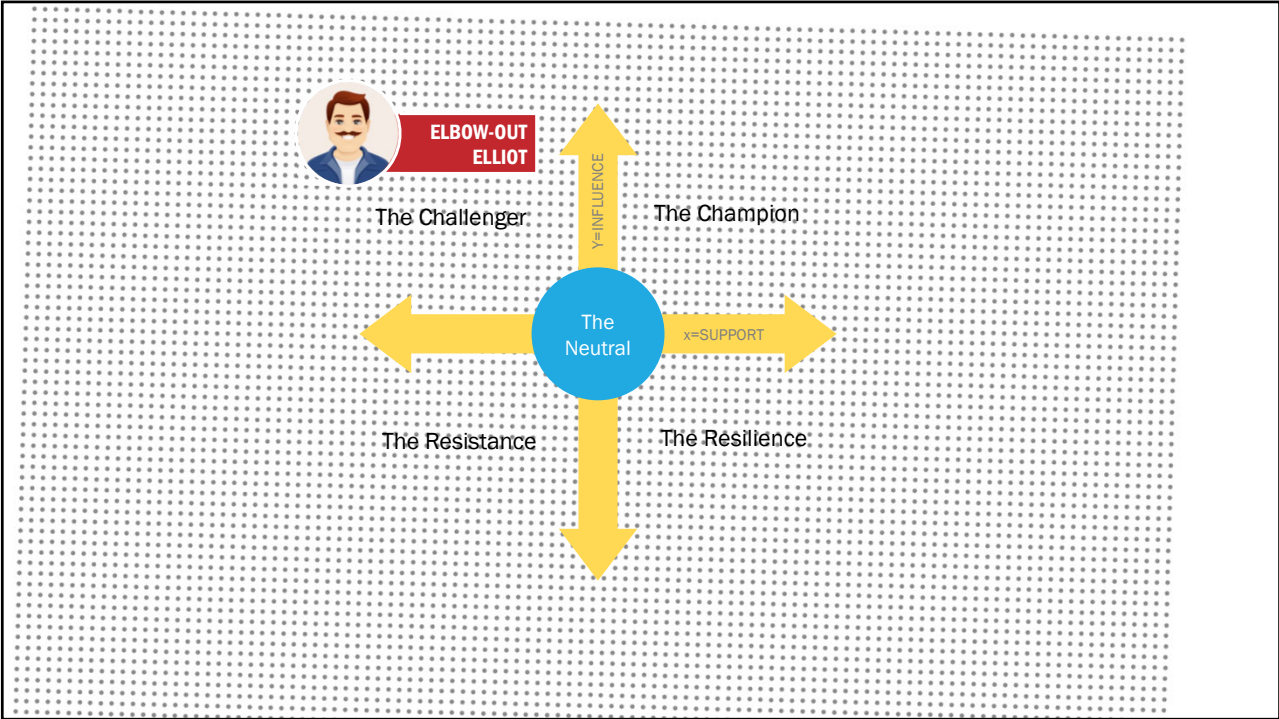 ELBOW-OUT
ELLIOT
Y=INFLUENCE
The Challenger
The Champion
The
Neutral
x=SUPPORT
The Resistance
The Resilience